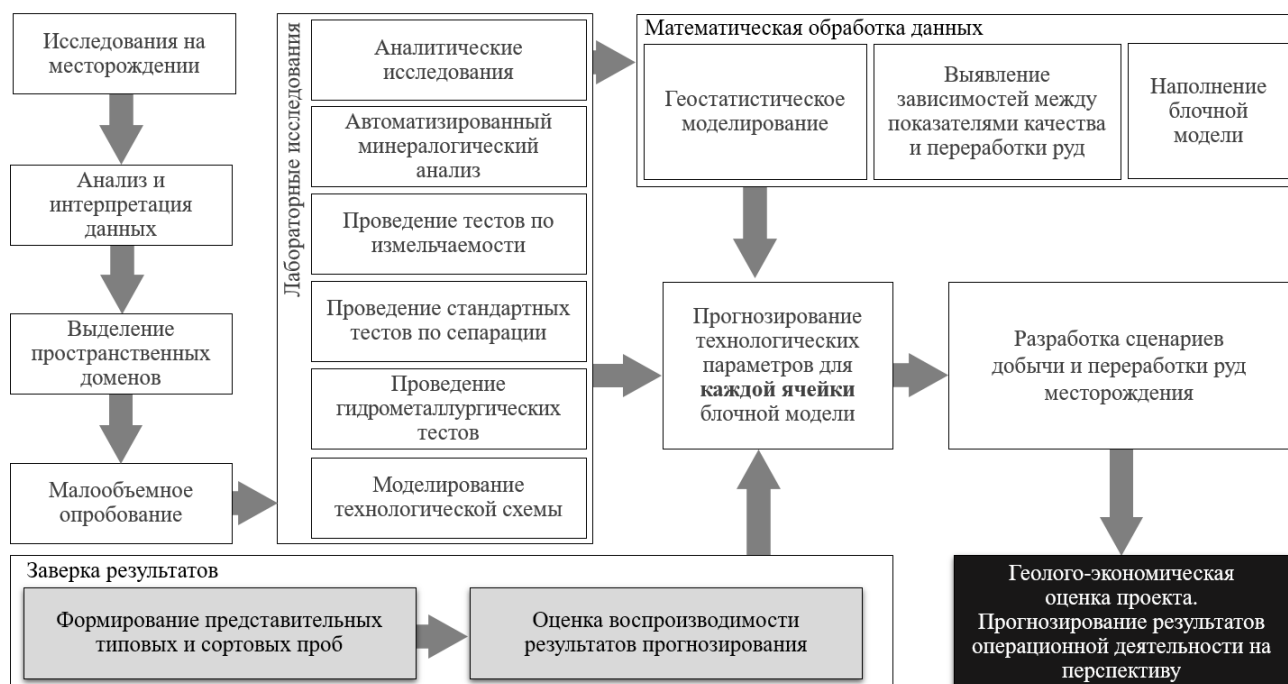 Исследования на
месторождении
Анализ и
интерпретация
данных
Выделение
пространственных
доменов
Малообъемное
опробование
Лабораторные исследования
Аналитические
исследования
Автоматизированный
минералогический
анализ
Проведение тестов по
измельчаемости
Проведение стандартных
тестов по сепарации
Проведение
гидрометаллургических
тестов
Моделирование
технологической схемы
Математическая обработка данных
Геостатистическое
моделирование
Выявление
зависимостей между
показателями качества
и переработки руд
Наполнение
блочной
модели
Прогнозирование
технологических
параметров для
каждой ячейки
блочной модели
Разработка сценариев
добычи и переработки руд
месторождения
Заверка результатов
Формирование представительных
типовых и сортовых проб
Оценка воспроизводимости
результатов прогнозирования
Геолого-экономическая
оценка проекта.
Прогнозирование результатов
операционной деятельности на
перспективу